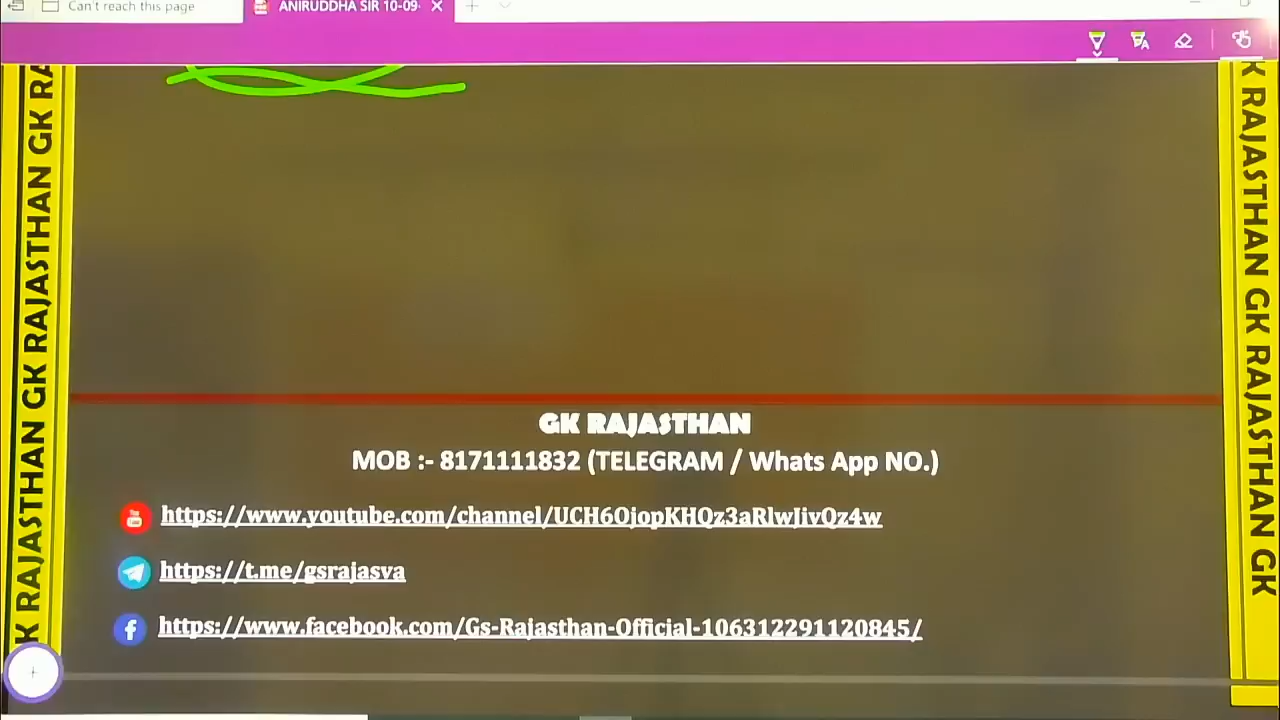 Can't reach this page
ANIRUDDHA SIR 10-09-
GK RAJASTHAN GK RAJASTHAN GK RA
K RAJASTHAN GK RAJASTHAN GK RAJASTHAN GK
GK RAJASTHAN
MOB :- 8171111832 (TELEGRAM / Whats App NO.)
https://www.youtube.com/channel/UCH6OjopKHQz3aRlwJivQz4w
https://t.me/gsrajasva
https://www.facebook.com/Gs-Rajasthan-Official-106312291120845/